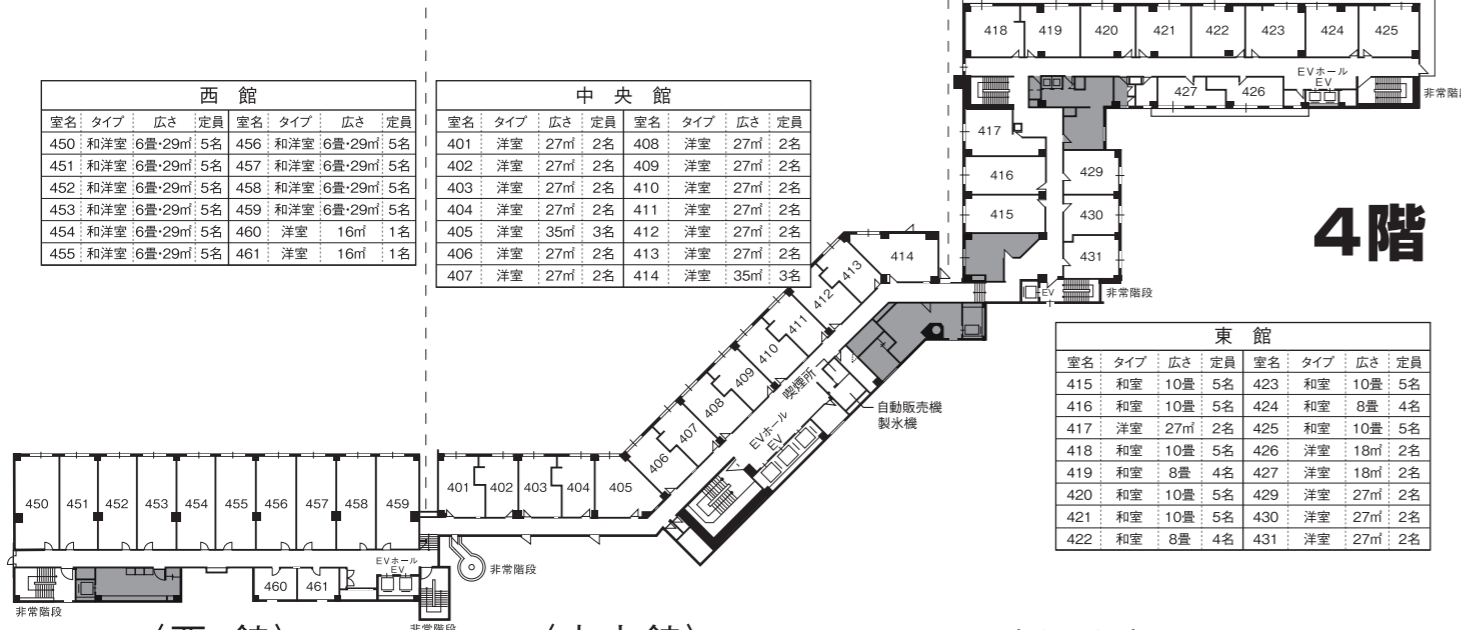 西 館
室名 タイプ 広さ 定員 室名 タイプ 広さ 定員
450 和洋室 6畳・29㎡ 5名 456 和洋室 6畳・29㎡ 5名
451 和洋室 6畳・29㎡ 5名 457 和洋室 6畳・29㎡ 5名
452 和洋室 6畳・29㎡ 5名 458 和洋室 6畳・29㎡ 5名
453 和洋室 6畳・29㎡ 5名 459 和洋室 6畳・29㎡ 5名
454 和洋室 6畳・29㎡ 5名 460 洋室 16㎡ 1名
455 和洋室 6畳・29㎡ 5名 461 洋室 16㎡ 1名
中 央 館
室名 タイプ 広さ 定員 室名 タイプ 広さ 定員
401 洋室 27㎡ 2名 408 洋室 27㎡ 2名
402 洋室 27㎡ 2名 409 洋室 27㎡ 2名
403 洋室 27㎡ 2名 410 洋室 27㎡ 2名
404 洋室 27㎡ 2名 411 洋室 27㎡ 2名
405 洋室 35㎡ 3名 412 洋室 27㎡ 2名
406 洋室 27㎡ 2名 413 洋室 27㎡ 2名
407 洋室 27㎡ 2名 414 洋室 35㎡ 3名
418 419 420 421 422 423 424 425
EVホール
EV
非常階段
427 426
417
416
415
429
430
431
EV
非常階段
4階
東 館
室名 タイプ 広さ 定員 室名 タイプ 広さ 定員
415 和室 10畳 5名 423 和室 10畳 5名
416 和室 10畳 5名 424 和室 8畳 4名
417 洋室 27㎡ 2名 425 和室 10畳 5名
418 和室 10畳 5名 426 洋室 18㎡ 2名
419 和室 8畳 4名 427 洋室 18㎡ 2名
420 和室 10畳 5名 429 洋室 27㎡ 2名
421 和室 10畳 5名 430 洋室 27㎡ 2名
422 和室 8畳 4名 431 洋室 27㎡ 2名
414
413
412
411
410
409
408
407
406
喫煙所
EVホール
EV
自動販売機
製氷機
401 402 403 404 405
450 451 452 453 454 455 456 457 458 459
460 461
EVホール
EV
非常階段
非常階段
非常階段
(西 館)
(中央館)